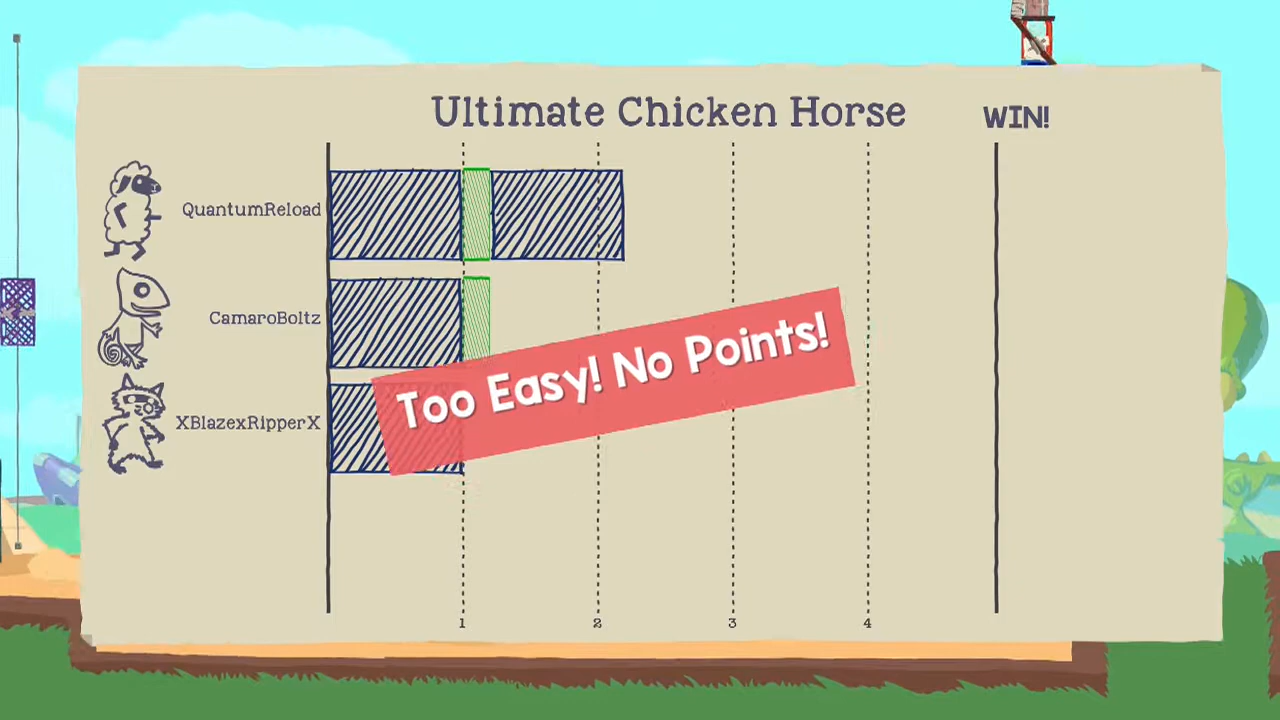 Ultimate Chicken Horse
WIN!
QuantumReload
CamaroBoltz
Too Easy! No Points!
XBlazexRipperX
1 2 3 4